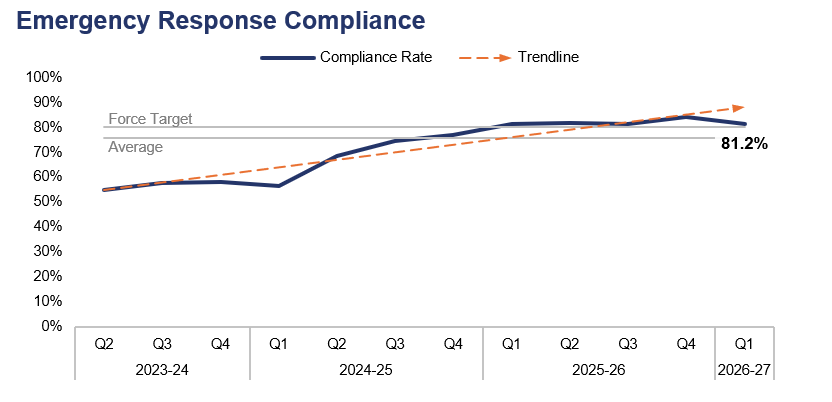 Emergency Response Compliance
Compliance Rate
Trendline
100%
90%
80%
70%
60%
50%
40%
30%
20%
10%
0%
Force Target
Average
81.2%
Q2 Q3 Q4 Q1 Q2 Q3 Q4 Q1 Q2 Q3 Q4 Q1
2023-24 2024-25 2025-26 2026-27